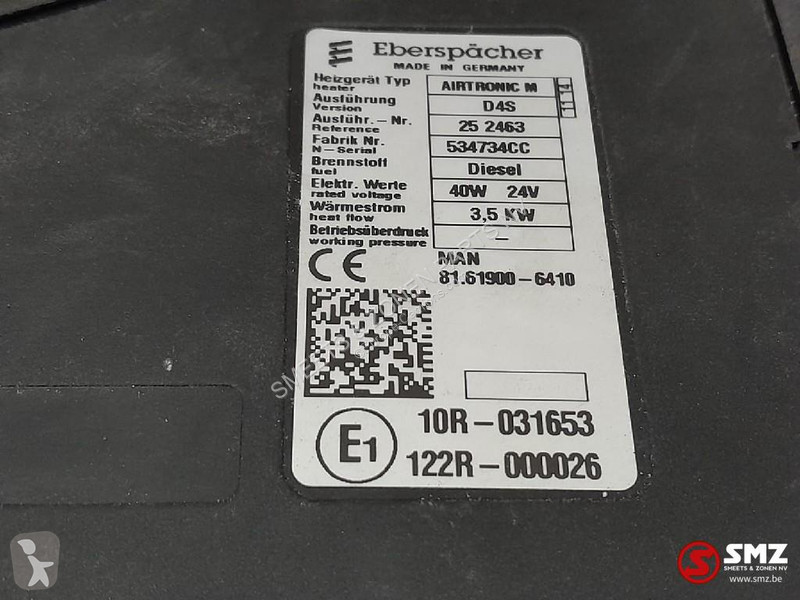 Eberspächer
MADE IN GERMANY
Heizgerät Typ
heater
AIRTRONIC M
11 14
Ausführung
Version
D4S
Ausführ. - Nr.
Reference
25 2463
Fabrik Nr.
N-Serial
534734CC
Brennstoff
fuel
Diesel
Elektr. Werte
rated voltage
40W 24V
Wärmestrom
heat flow
3,5 KW
Betriebsüberdruck
working pressure
–
CE
MAN
81.61900-6410
E1
10R-031653
122R-000026
SMZ
SMEETS & ZONEN NV
www.smz.be